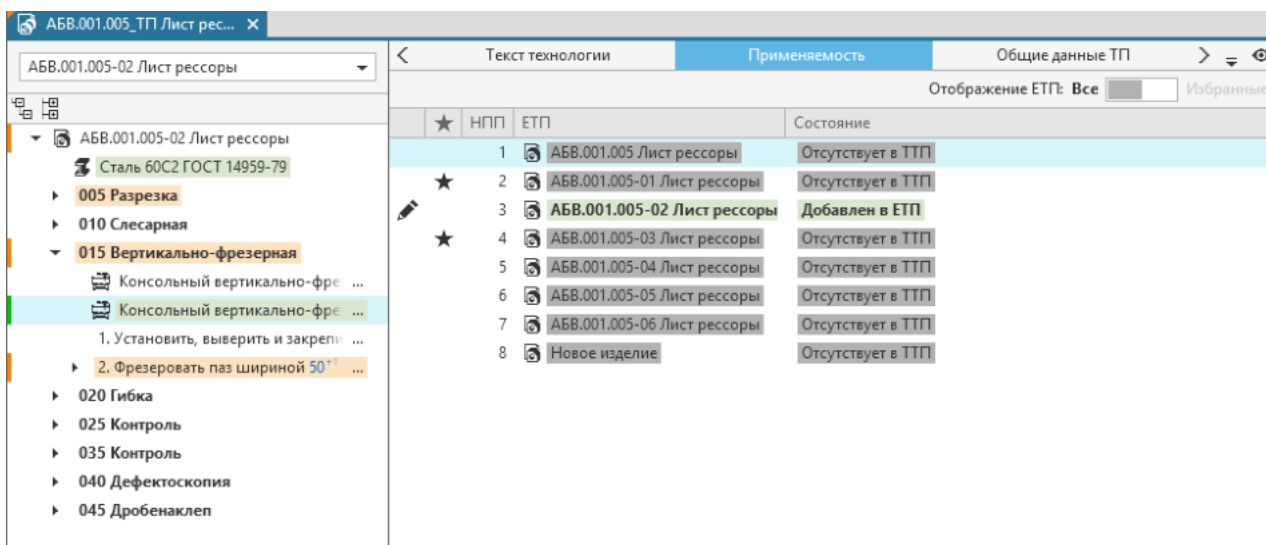 АБВ.001.005_ТП Лист рес...
АБВ.001.005-02 Лист рессоры
АБВ.001.005-02 Лист рессоры
Сталь 60С2 ГОСТ 14959-79
005 Разрезка
010 Слесарная
015 Вертикально-фрезерная
Консольный вертикально-фре ...
Консольный вертикально-фре ...
1. Установить, выверить и закрепи ...
2. Фрезеровать паз шириной 50⁺¹ ...
020 Гибка
025 Контроль
035 Контроль
040 Дефектоскопия
045 Дробенаклеп
Текст технологии Применяемость Общие данные ТП
Отображение ЕТП: Все Избранные
НПП ЕТП Состояние
1 АБВ.001.005 Лист рессоры Отсутствует в ТТП
2 АБВ.001.005-01 Лист рессоры Отсутствует в ТТП
3 АБВ.001.005-02 Лист рессоры Добавлен в ЕТП
4 АБВ.001.005-03 Лист рессоры Отсутствует в ТТП
5 АБВ.001.005-04 Лист рессоры Отсутствует в ТТП
6 АБВ.001.005-05 Лист рессоры Отсутствует в ТТП
7 АБВ.001.005-06 Лист рессоры Отсутствует в ТТП
8 Новое изделие Отсутствует в ТТП